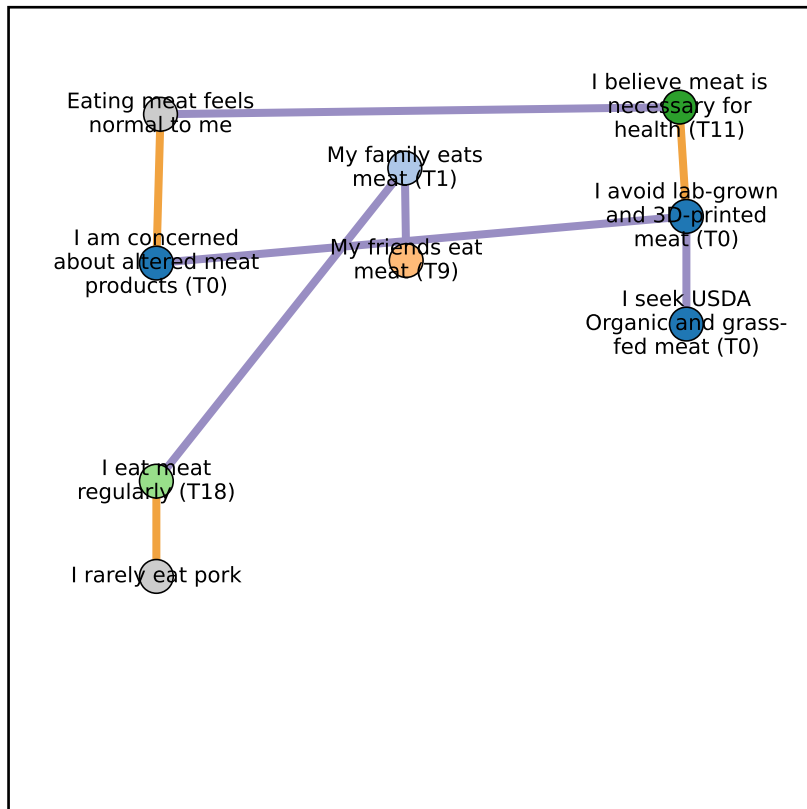 Eating meat feels
normal to me
I believe meat is
necessary for
health (T11)
My family eats
meat (T1)
I avoid lab-grown
and 3D-printed
meat (T0)
I am concerned
about altered meat
products (T0)
My friends eat
meat (T9)
I seek USDA
Organic and grass-
fed meat (T0)
I eat meat
regularly (T18)
I rarely eat pork